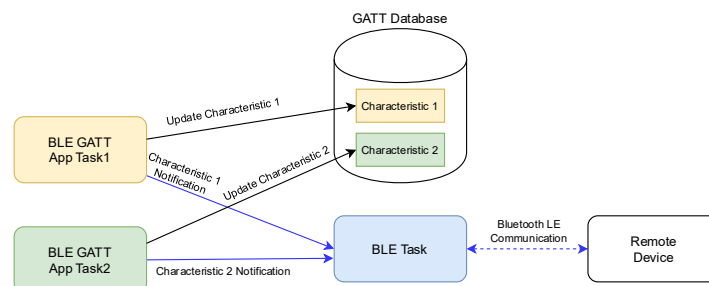 GATT Database
Update Characteristic 1
Characteristic 1
BLE GATT
App Task1
Characteristic 2
Characteristic 1
Notification
Update Characteristic 2
BLE GATT
App Task2
Characteristic 2 Notification
BLE Task
Bluetooth LE
Communication
Remote
Device